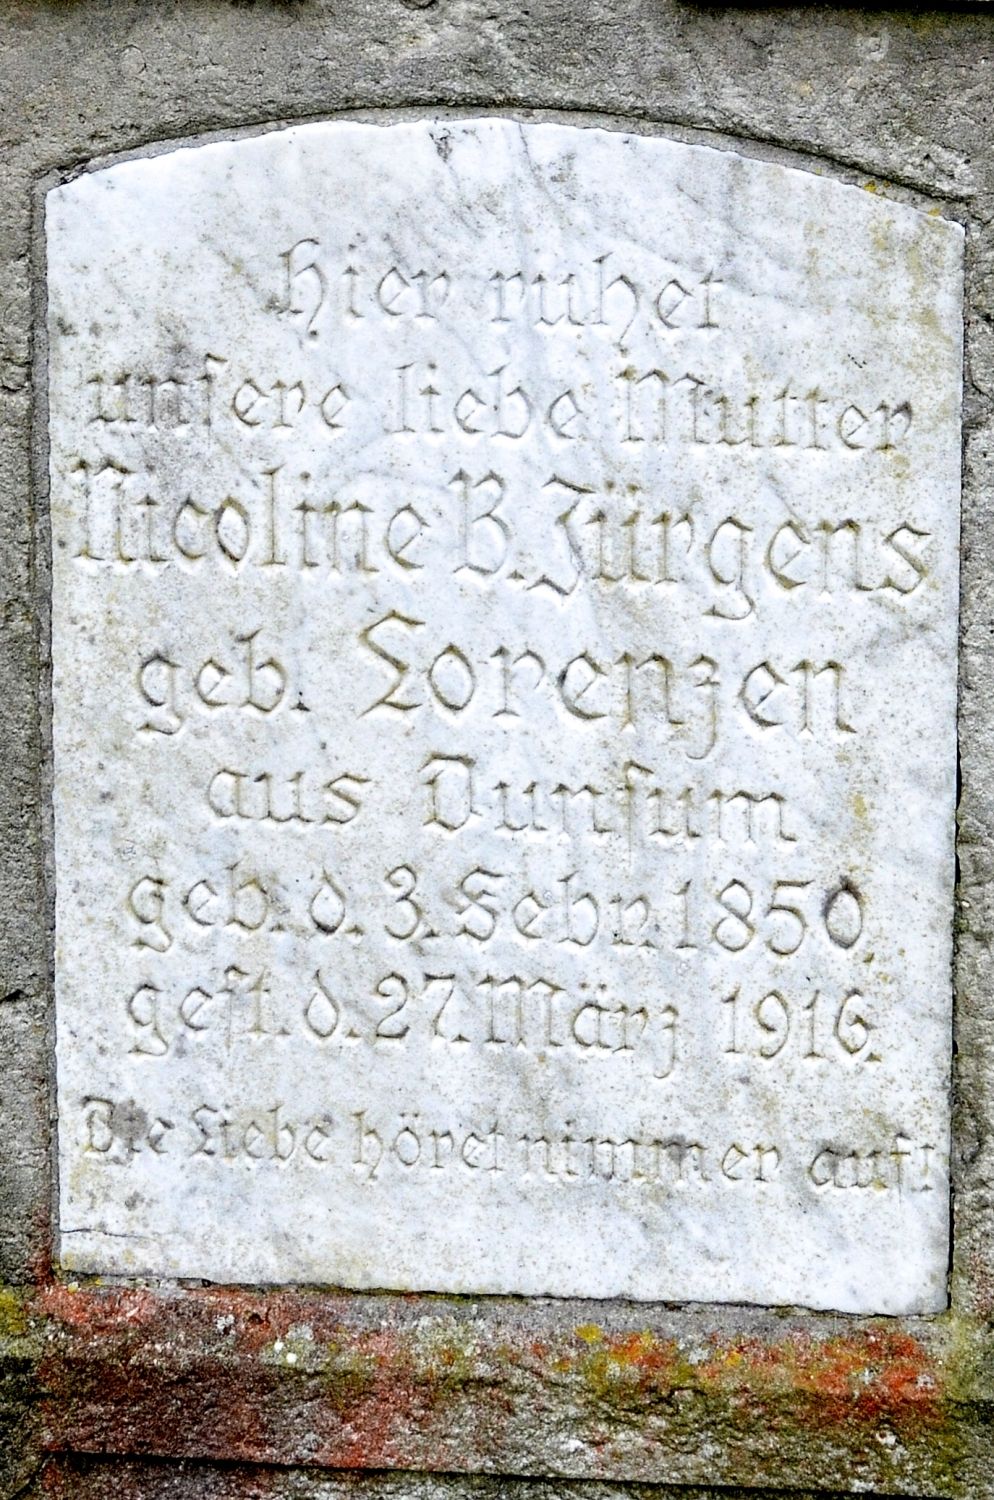 Hier ruhet
unsere liebe Mutter
Nicoline B. Jürgens
geb. Lorenzen
aus Dunsum
geb. d. 3. Febr. 1850.
gest. d. 27. März 1916.
Die Liebe höret nimmer auf!